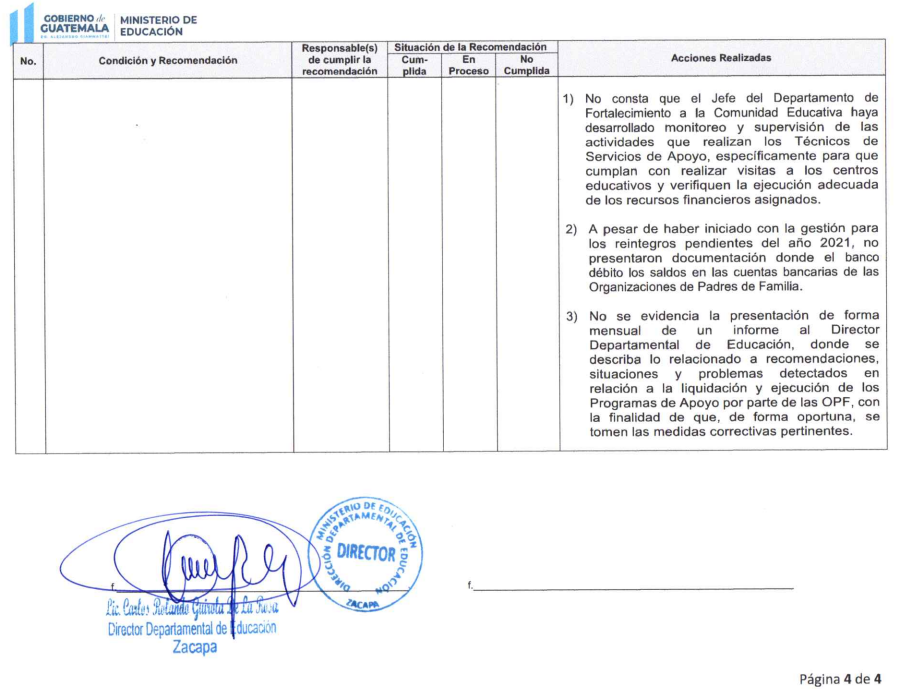 GOBIERNO de
GUATEMALA
DR. ALEJANDRO GIAMMATTEI
MINISTERIO DE
EDUCACIÓN
No.
Condición y Recomendación
Responsable(s)
de cumplir la
recomendación
Situación de la Recomendación
Cum-
plida
En
Proceso
No
Cumplida
Acciones Realizadas
1) No consta que el Jefe del Departamento de
Fortalecimiento a la Comunidad Educativa haya
desarrollado monitoreo y supervisión de las
actividades que realizan los Técnicos de
Servicios de Apoyo, específicamente para que
cumplan con realizar visitas a los centros
educativos y verifiquen la ejecución adecuada
de los recursos financieros asignados.
2) A pesar de haber iniciado con la gestión para
los reintegros pendientes del año 2021, no
presentaron documentación donde el banco
débito los saldos en las cuentas bancarias de las
Organizaciones de Padres de Familia.
3) No se evidencia la presentación de forma
mensual de un informe al Director
Departamental de Educación, donde se
describa lo relacionado a recomendaciones,
situaciones y problemas detectados en
relación a la liquidación y ejecución de los
Programas de Apoyo por parte de las OPF, con
la finalidad de que, de forma oportuna, se
tomen las medidas correctivas pertinentes.
MINISTERIO DE EDUCACIÓN
DIRECCIÓN DEPARTAMENTAL DE EDUCACIÓN
DIRECTOR
ZACAPA
f.
Lic. Carlos Rolando Guirola De La Rosa
Director Departamental de Educación
Zacapa
f.
Página 4 de 4